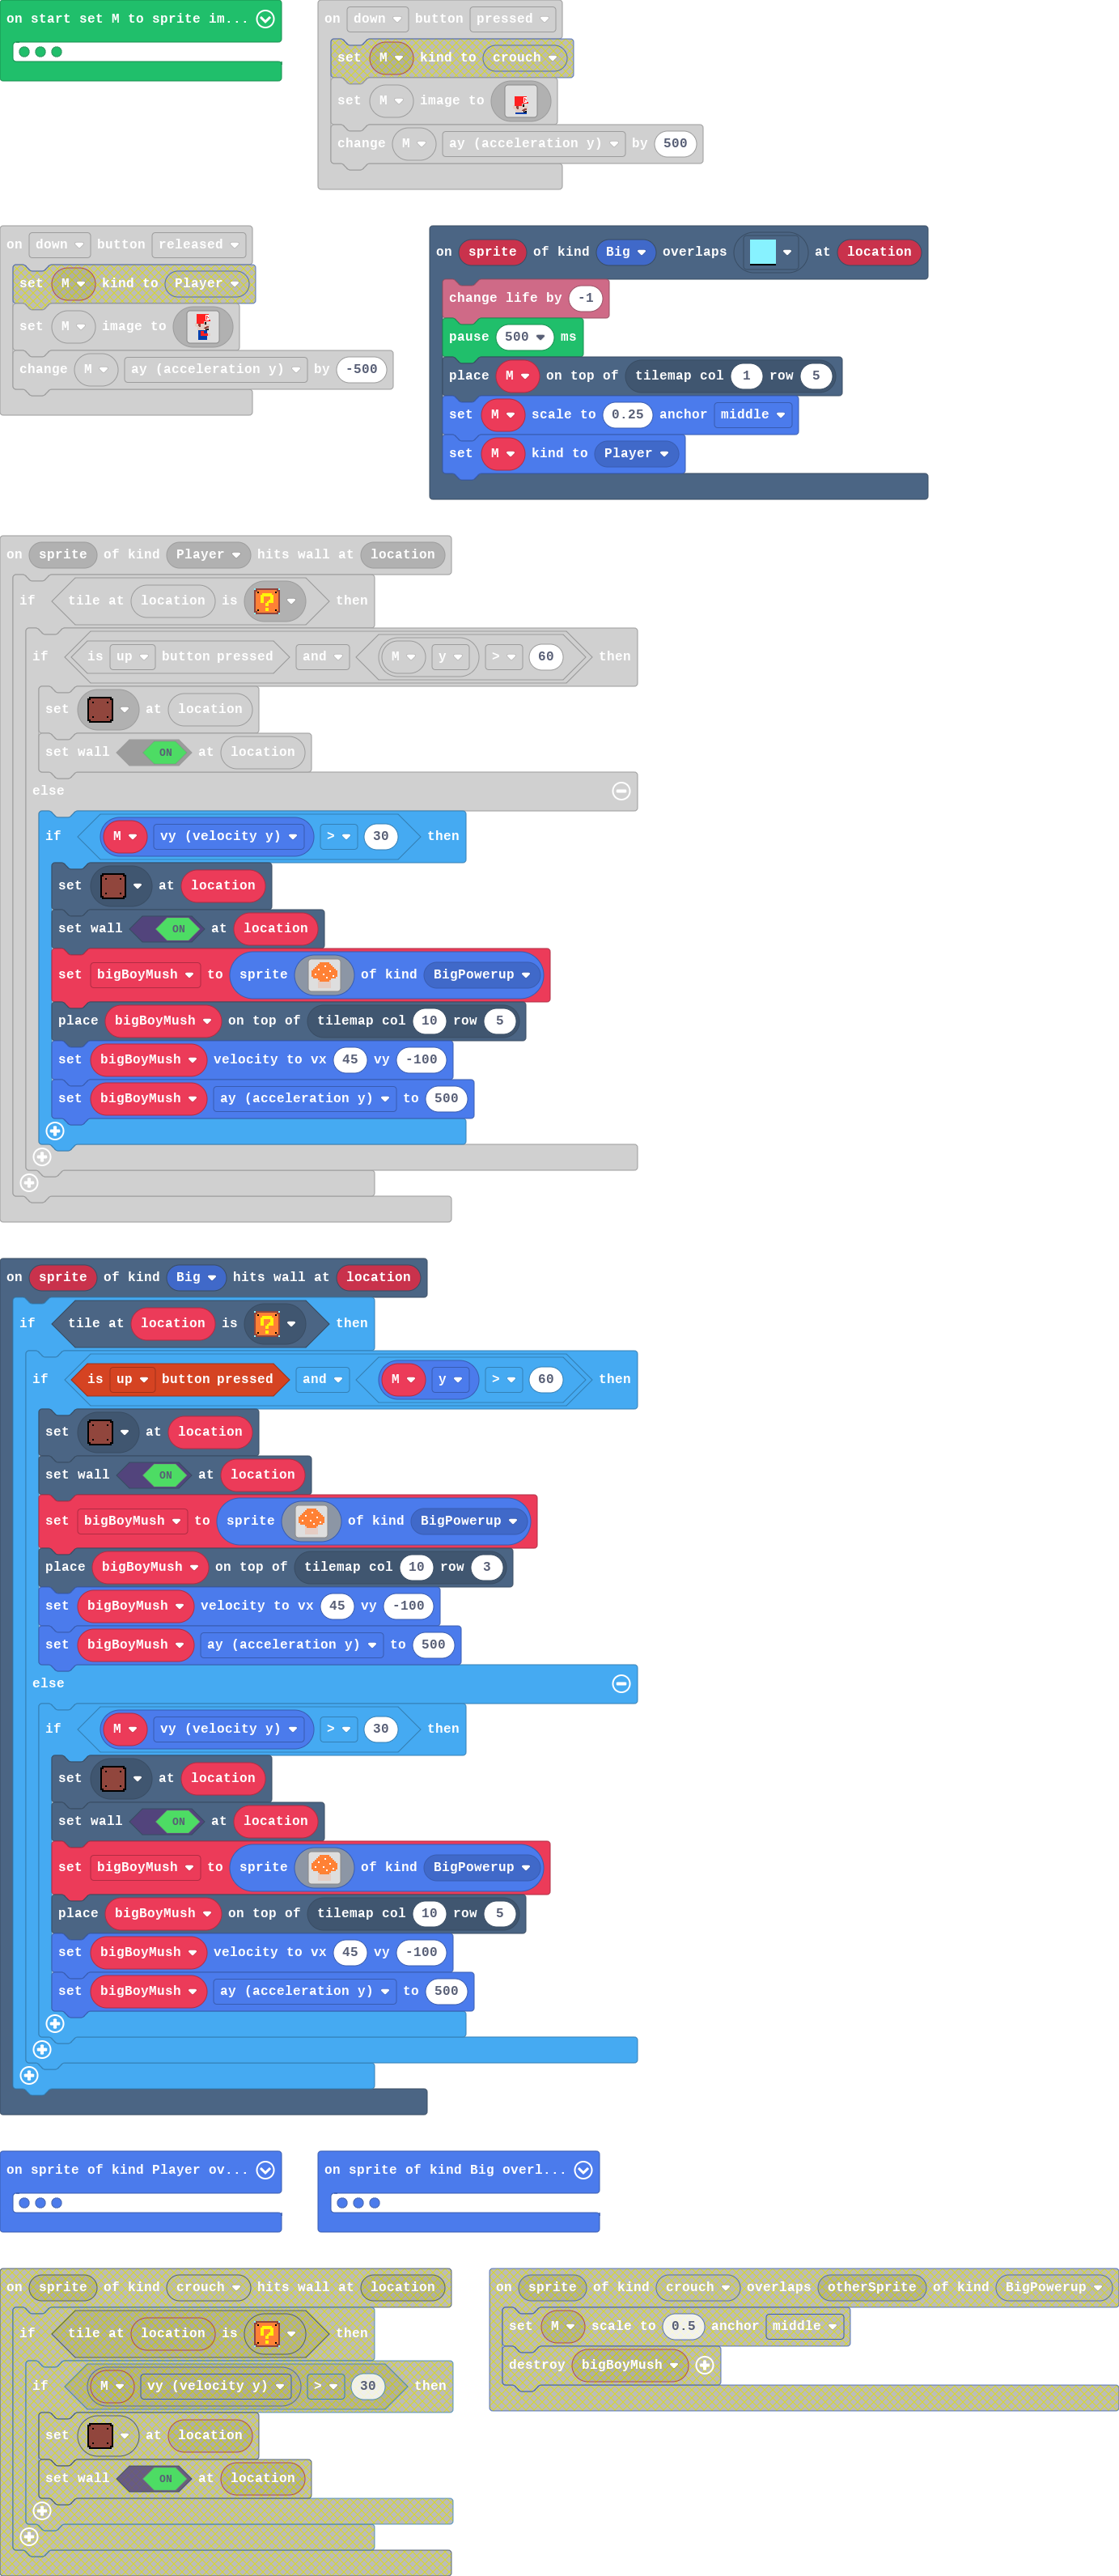 on start set M to sprite im...
on down button pressed
set M kind to crouch
set M image to
change M ay (acceleration y) by 500
on down button released
set M kind to Player
set M image to
change M ay (acceleration y) by -500
on sprite of kind Big overlaps at location
change life by -1
pause 500 ms
place M on top of tilemap col 1 row 5
set M scale to 0.25 anchor middle
set M kind to Player
on sprite of kind Player hits wall at location
if tile at location is ? then
if is up button pressed and M y > 60 then
set at location
set wall ON at location
else
if M vy (velocity y) > 30 then
set at location
set wall ON at location
set bigBoyMush to sprite of kind BigPowerup
place bigBoyMush on top of tilemap col 10 row 5
set bigBoyMush velocity to vx 45 vy -100
set bigBoyMush ay (acceleration y) to 500
on sprite of kind Big hits wall at location
if tile at location is ? then
if is up button pressed and M y > 60 then
set at location
set wall ON at location
set bigBoyMush to sprite of kind BigPowerup
place bigBoyMush on top of tilemap col 10 row 3
set bigBoyMush velocity to vx 45 vy -100
set bigBoyMush ay (acceleration y) to 500
else
if M vy (velocity y) > 30 then
set at location
set wall ON at location
set bigBoyMush to sprite of kind BigPowerup
place bigBoyMush on top of tilemap col 10 row 5
set bigBoyMush velocity to vx 45 vy -100
set bigBoyMush ay (acceleration y) to 500
on sprite of kind Player ov...
on sprite of kind Big overl...
on sprite of kind crouch hits wall at location
if tile at location is ? then
if M vy (velocity y) > 30 then
set at location
set wall ON at location
on sprite of kind crouch overlaps otherSprite of kind BigPowerup
set M scale to 0.5 anchor middle
destroy bigBoyMush